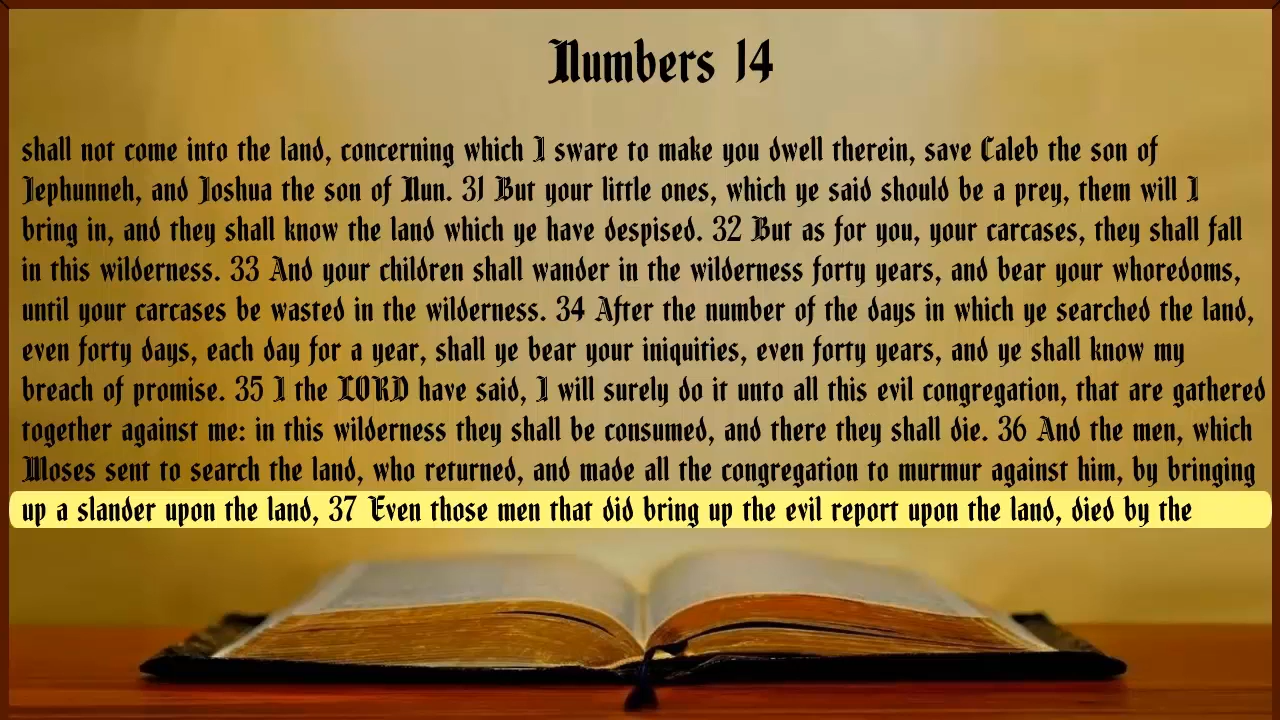 Numbers 14
shall not come into the land, concerning which I sware to make you dwell therein, save Caleb the son of
Jephunneh, and Joshua the son of Nun. 31 But your little ones, which ye said should be a prey, them will I
bring in, and they shall know the land which ye have despised. 32 But as for you, your carcases, they shall fall
in this wilderness. 33 And your children shall wander in the wilderness forty years, and bear your whoredoms,
until your carcases be wasted in the wilderness. 34 After the number of the days in which ye searched the land,
even forty days, each day for a year, shall ye bear your iniquities, even forty years, and ye shall know my
breach of promise. 35 I the LORD have said, I will surely do it unto all this evil congregation, that are gathered
together against me: in this wilderness they shall be consumed, and there they shall die. 36 And the men, which
Moses sent to search the land, who returned, and made all the congregation to murmur against him, by bringing
up a slander upon the land, 37 Even those men that did bring up the evil report upon the land, died by the